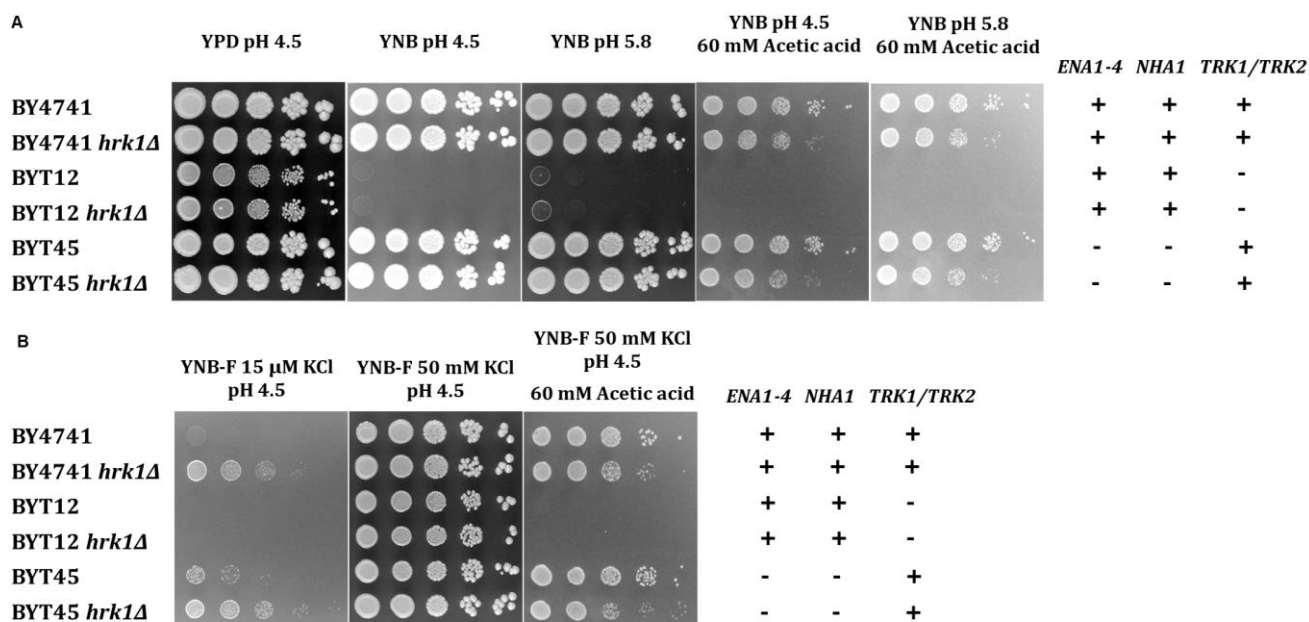 A
YPD pH 4.5
YNB pH 4.5
YNB pH 5.8
YNB pH 4.5
60 mM Acetic acid
YNB pH 5.8
60 mM Acetic acid
ENA1-4 NHA1 TRK1/TRK2
BY4741 + + +
BY4741 hrk1Δ + + +
BYT12 + + -
BYT12 hrk1Δ + + -
BYT45 - - +
BYT45 hrk1Δ - - +
B
YNB-F 15 µM KCl
pH 4.5
YNB-F 50 mM KCl
pH 4.5
YNB-F 50 mM KCl
pH 4.5
60 mM Acetic acid
ENA1-4 NHA1 TRK1/TRK2
BY4741 + + +
BY4741 hrk1Δ + + +
BYT12 + + -
BYT12 hrk1Δ + + -
BYT45 - - +
BYT45 hrk1Δ - - +